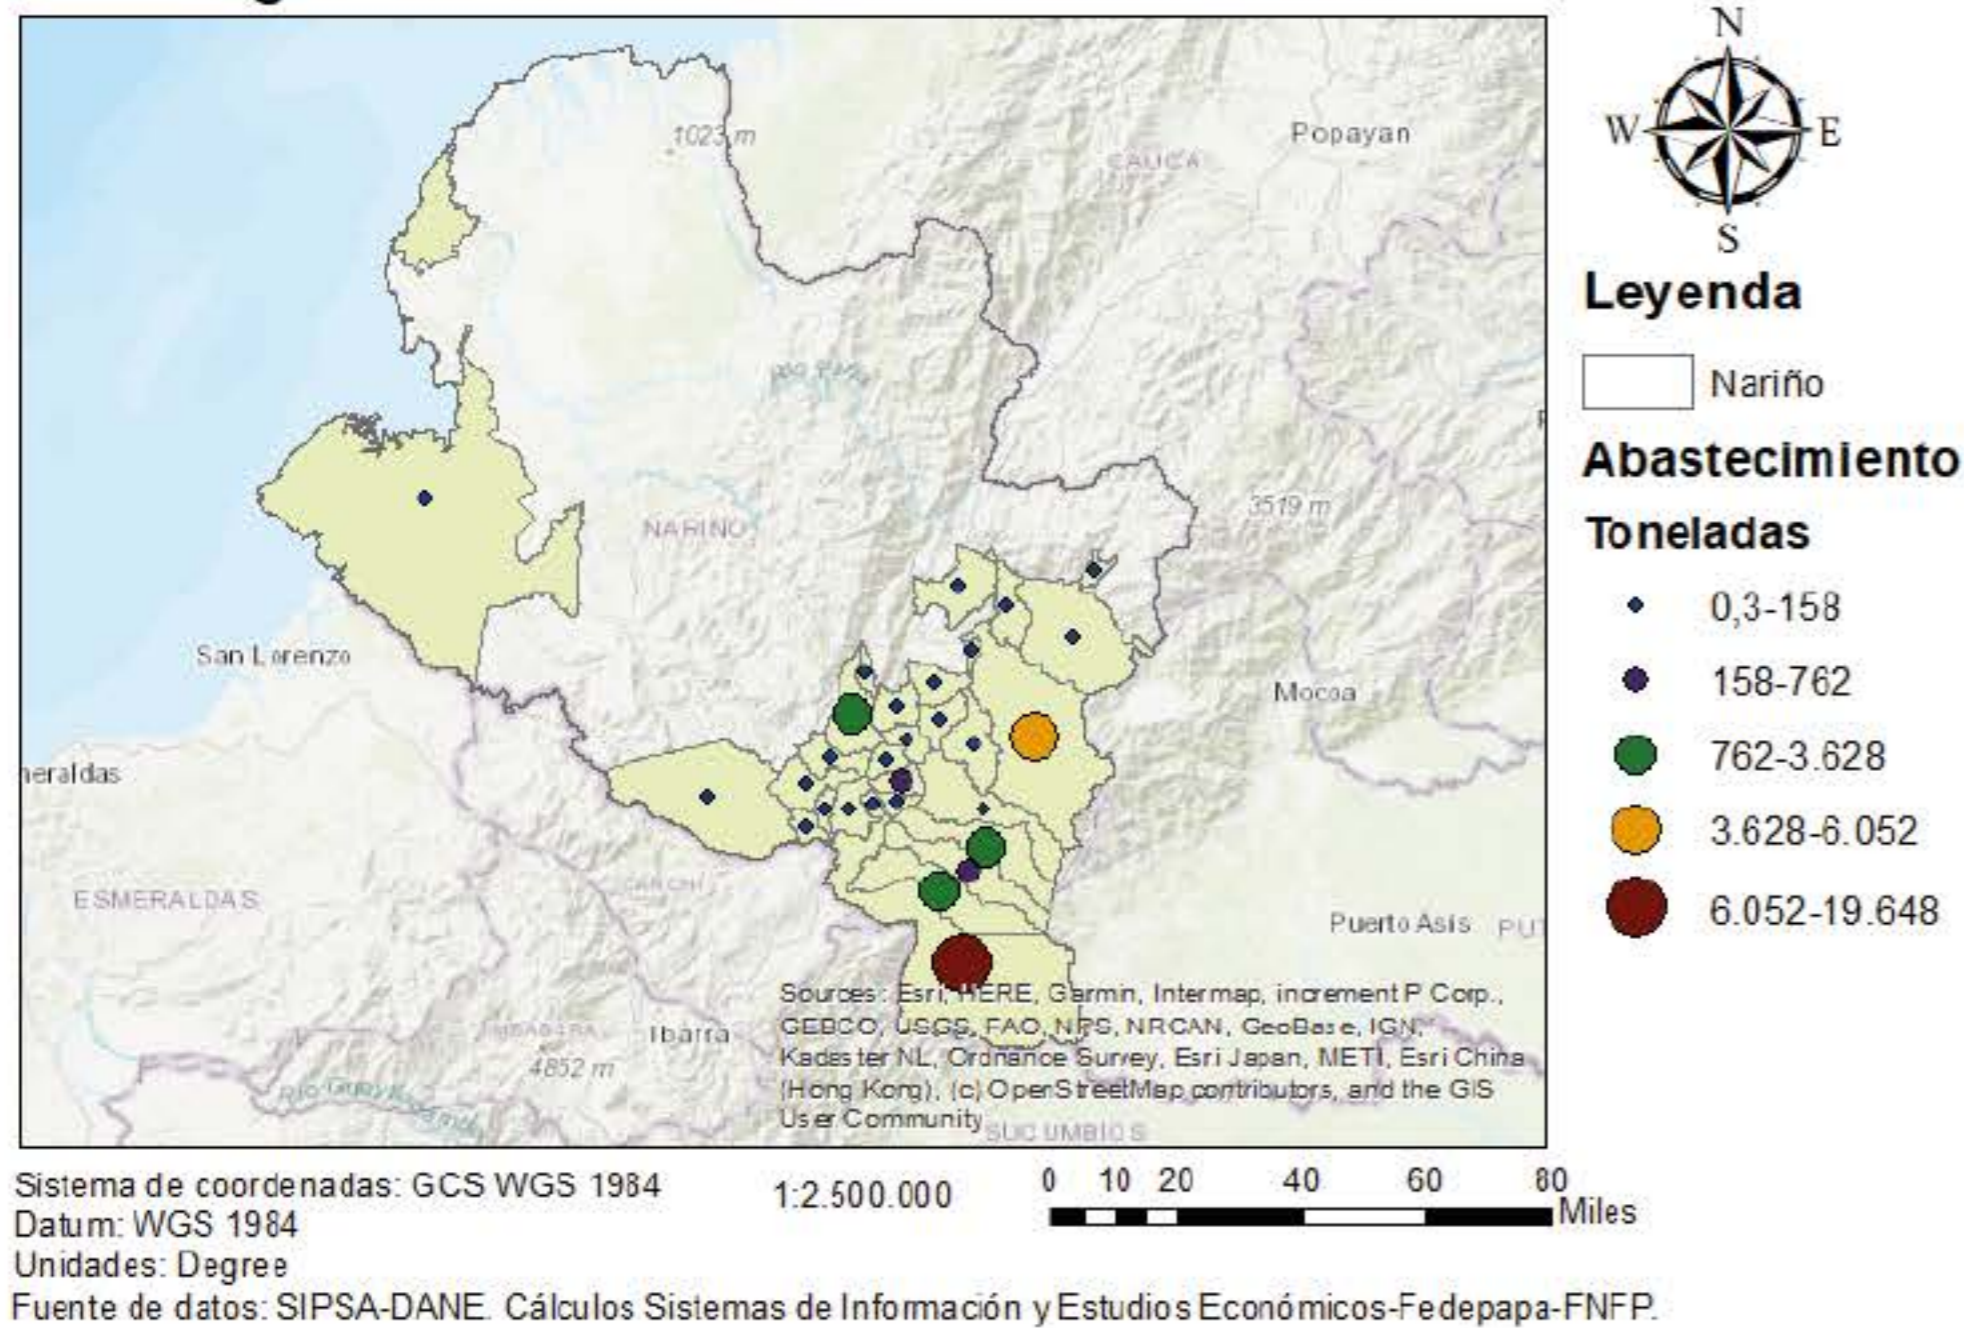 N
W E
S
Leyenda
Nariño
Abastecimiento
Toneladas
0,3-158
158-762
762-3.628
3.628-6.052
6.052-19.648
1023 m
Popayan
CAUCA
3519 m
NARIÑO
San Lorenzo
Mocoa
neraldas
ESMERALDAS
CARCHI
Puerto Asis
PUT
Ibarra
IMBABURA
4852 m
SUCUMBIOS
Sources: Esri, HERE, Garmin, Intermap, increment P Corp.,
GEBCO, USGS, FAO, NPS, NRCAN, GeoBase, IGN,
Kadaster NL, Ordnance Survey, Esri Japan, METI, Esri China
(Hong Kong), (c) OpenStreetMap contributors, and the GIS
User Community
Sistema de coordenadas: GCS WGS 1984
Datum: WGS 1984
Unidades: Degree
1:2.500.000
0 10 20 40 60 80
Miles
Fuente de datos: SIPSA-DANE. Cálculos Sistemas de Información y Estudios Económicos-Fedepapa-FNFP.